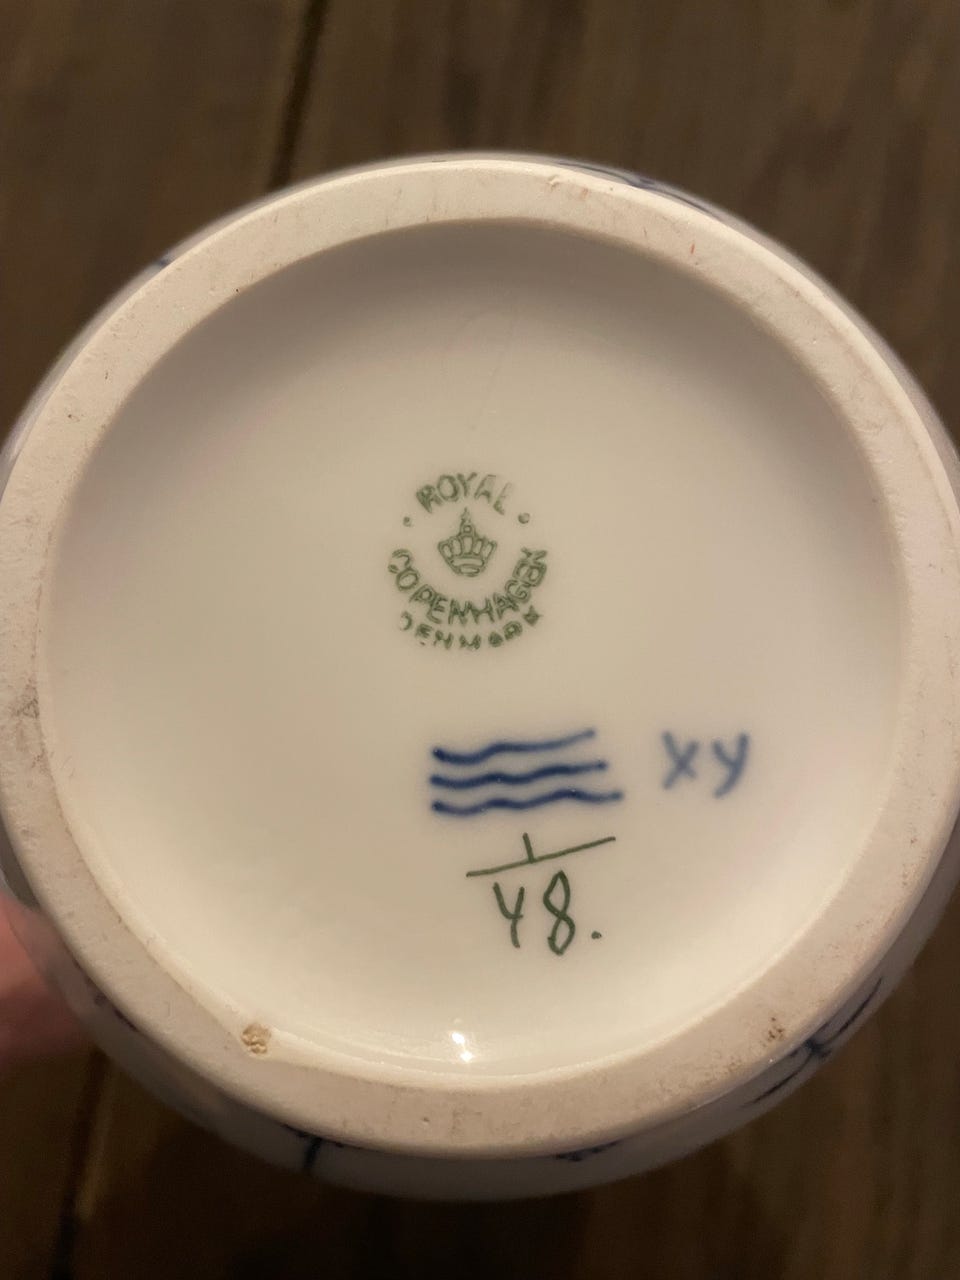 ROYAL
COPENHAGEN
DENMARK
XY
1
48.